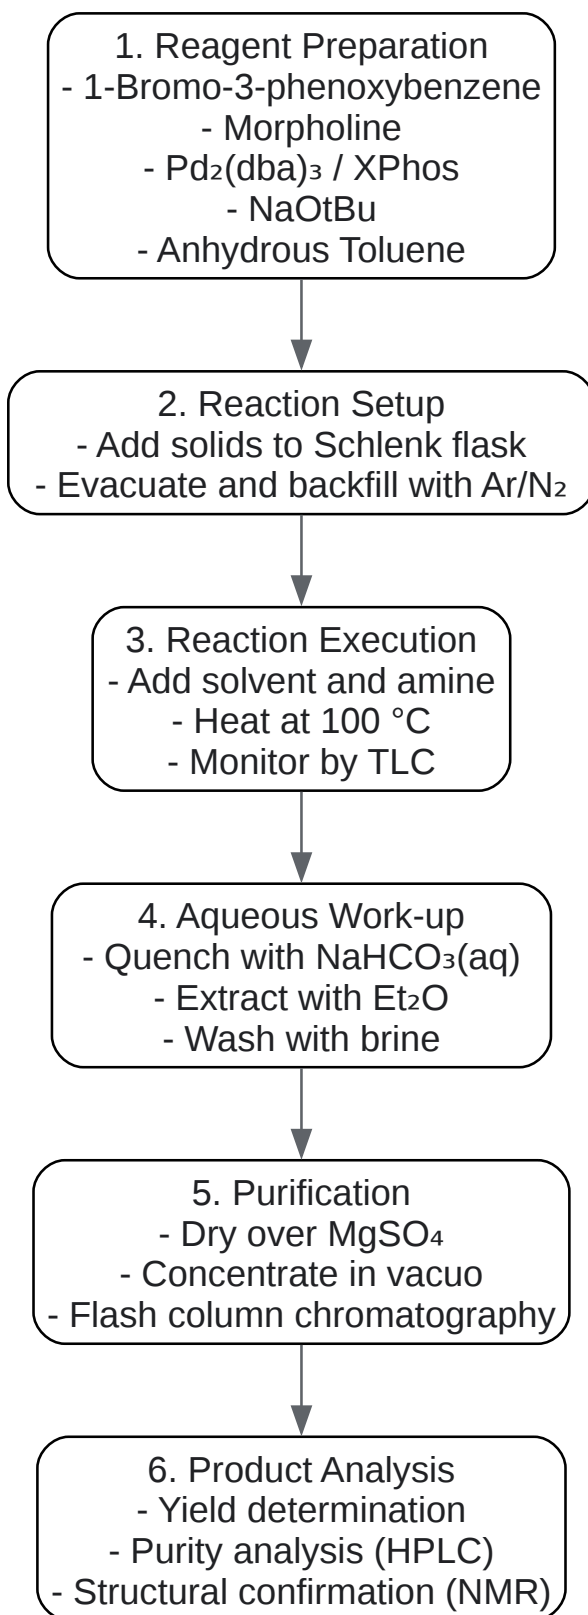 1. Reagent Preparation
- 1-Bromo-3-phenoxybenzene
- Morpholine
- Pd₂(dba)₃ / XPhos
- NaOtBu
- Anhydrous Toluene
2. Reaction Setup
- Add solids to Schlenk flask
- Evacuate and backfill with Ar/N₂
3. Reaction Execution
- Add solvent and amine
- Heat at 100 °C
- Monitor by TLC
4. Aqueous Work-up
- Quench with NaHCO₃(aq)
- Extract with Et₂O
- Wash with brine
5. Purification
- Dry over MgSO₄
- Concentrate in vacuo
- Flash column chromatography
6. Product Analysis
- Yield determination
- Purity analysis (HPLC)
- Structural confirmation (NMR)